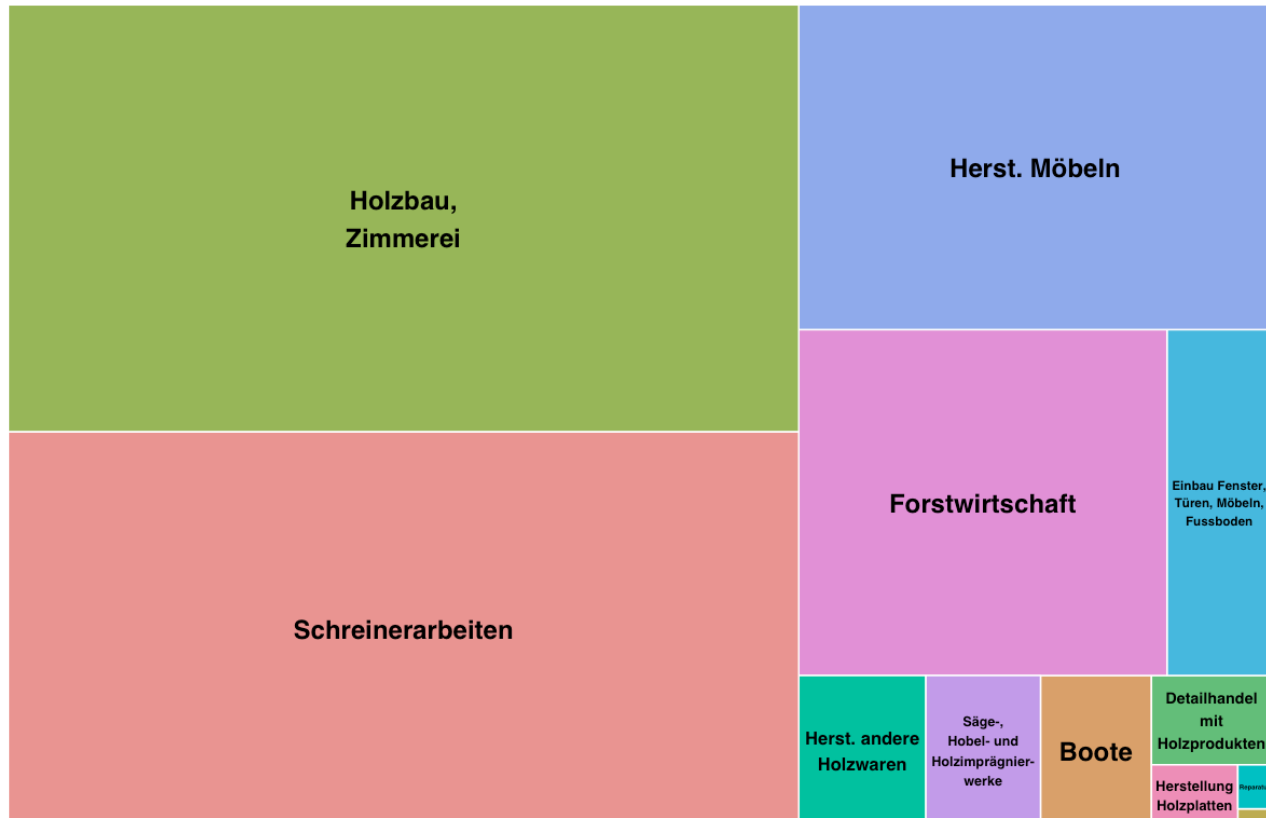 Holzbau,
Zimmerei
Herst. Möbeln
Schreinerarbeiten
Forstwirtschaft
Einbau Fenster,
Türen, Möbeln,
Fussboden
Herst. andere
Holzwaren
Säge-,
Hobel- und
Holzimprägnier-
werke
Boote
Detailhandel
mit
Holzprodukten
Herstellung
Holzplatten